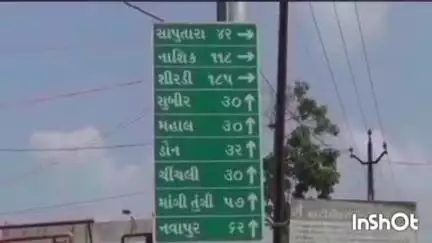 સાપુતારા ૪૨ →
નાશિક ૧૧૮ →
શીરડી ૧૮૫ →
સુબીર ૩૦ ↑
મહાલ ૩૦ ↑
ડોન ૩૨ ↑
ચીંચલી ૩૦ ↑
માંગી તુંગી ૫૭ ↑
નવાપુર ૬૨ ↑
InShOt